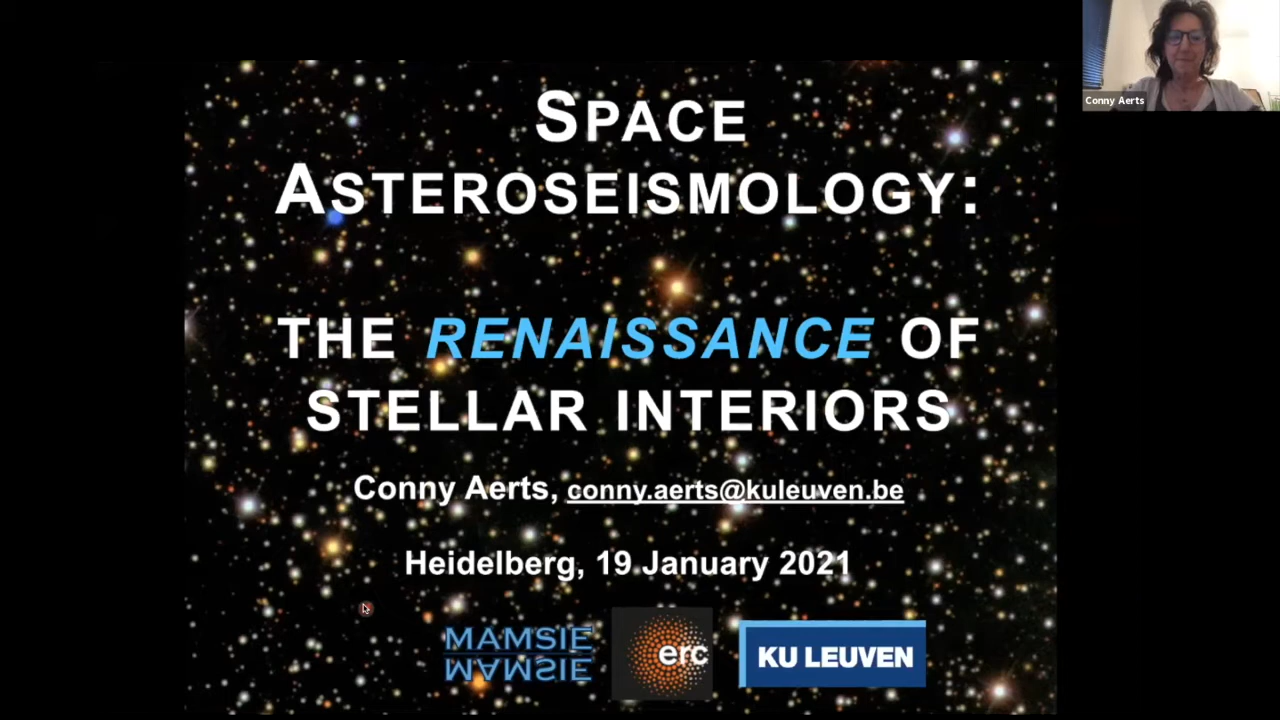 Conny Aerts
SPACE
ASTEROSEISMOLOGY:
THE RENAISSANCE OF
STELLAR INTERIORS
Conny Aerts, conny.aerts@kuleuven.be
Heidelberg, 19 January 2021
MAMSIE
MAMSIE
erc
KU LEUVEN